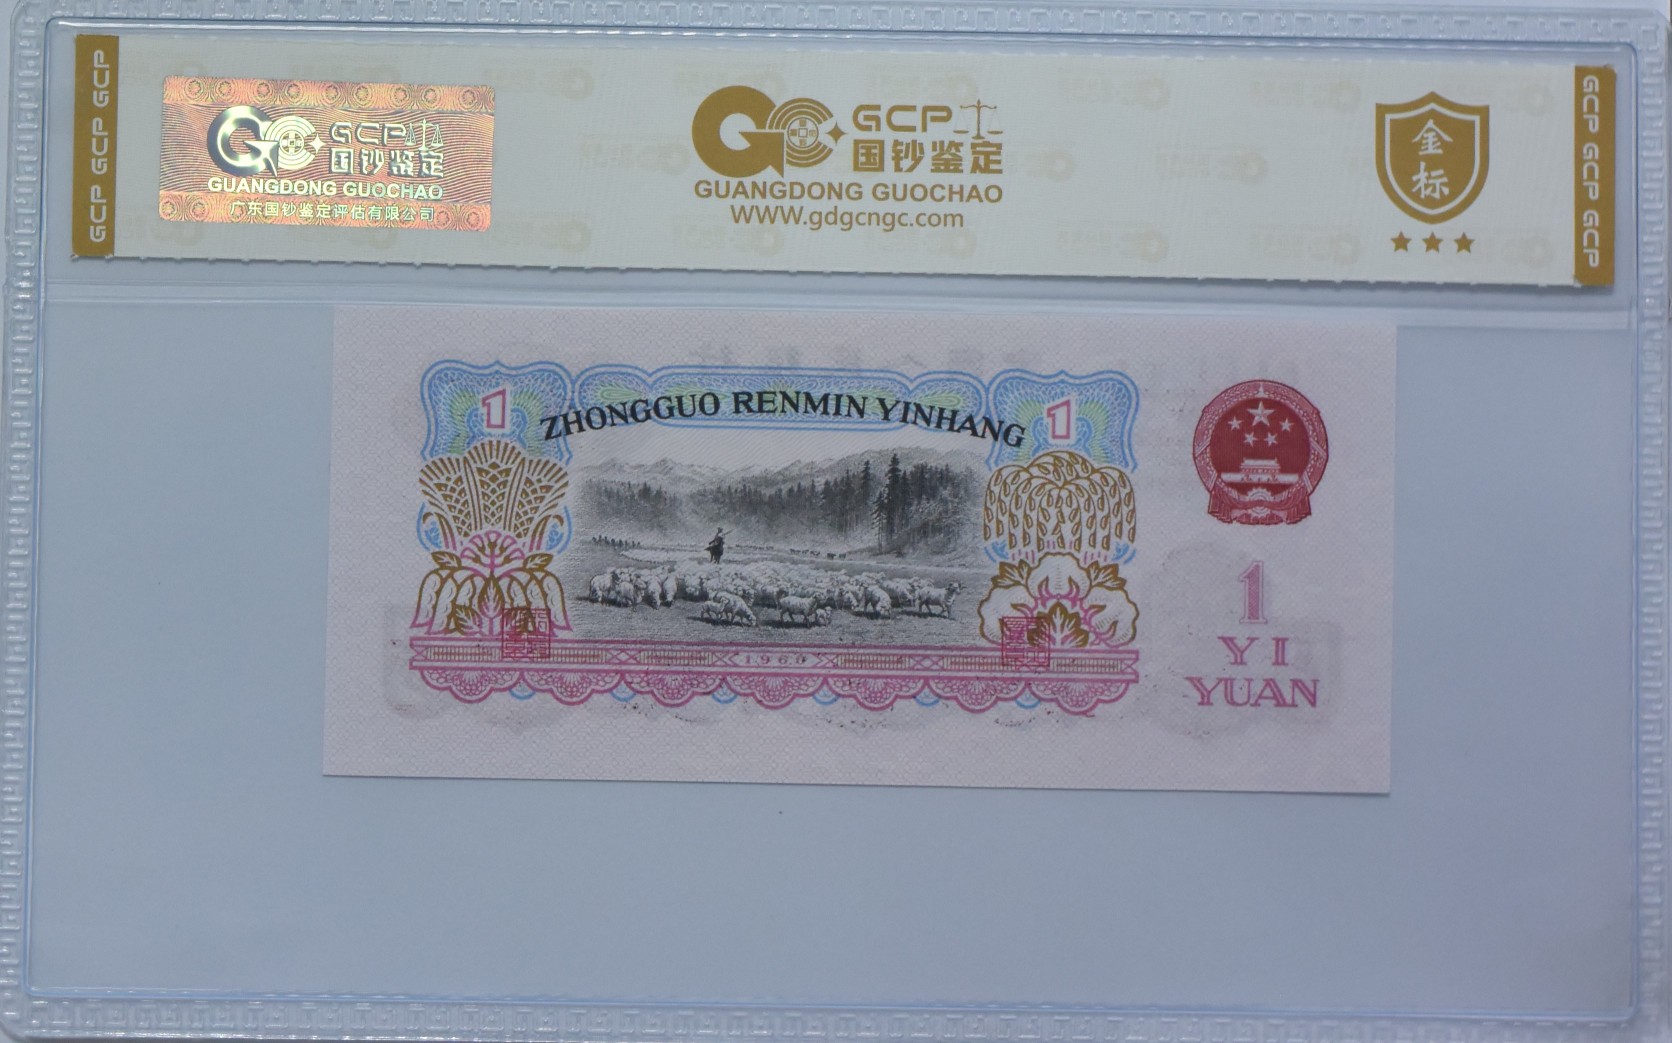 GCP GCP GCP
GCP
国钞鉴定
GUANGDONG GUOCHAO
广东国钞鉴定评估有限公司
GCP
国钞鉴定
GUANGDONG GUOCHAO
WWW.gdgcngc.com
金
标
GCP GCP GCP
1
ZHONGGUO RENMIN YINHANG
1
1960
1
YI
YUAN